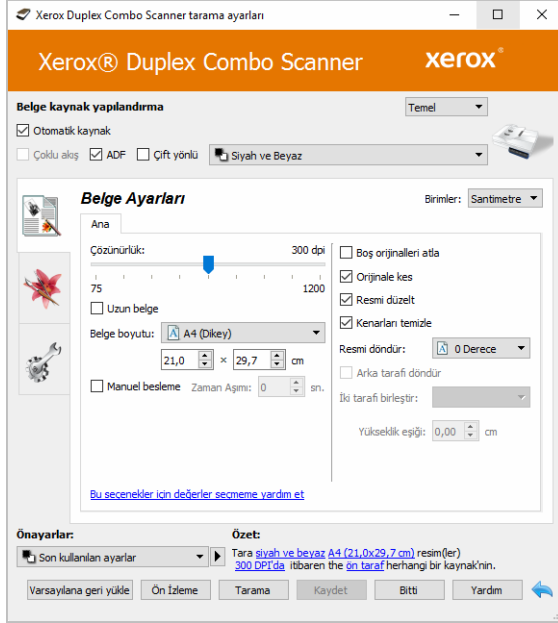 Xerox Duplex Combo Scanner tarama ayarları
Xerox® Duplex Combo Scanner
xerox®
Belge kaynak yapılandırma
Temel
Otomatik kaynak
Çoklu akış ADF Çift yönlü Siyah ve Beyaz
Belge Ayarları
Birimler: Santimetre
Ana
Çözünürlük: 300 dpi
75 1200
Uzun belge
Belge boyutu: A4 (Dikey)
21,0 × 29,7 cm
Manuel besleme Zaman Aşımı: 0 sn.
Boş orijinalleri atla
Orijinale kes
Resmi düzelt
Kenarları temizle
Resmi döndür: 0 Derece
Arka tarafı döndür
İki tarafı birleştir:
Yükseklik eşiği: 0,00 cm
Bu seçenekler için değerler seçmeme yardım et
Önayarlar:
Son kullanılan ayarlar
Özet:
Tara siyah ve beyaz A4 (21,0x29,7 cm) resim(ler)
300 DPI'da itibaren the ön taraf herhangi bir kaynak'nin.
Varsayılana geri yükle Ön İzleme Tarama Kaydet Bitti Yardım